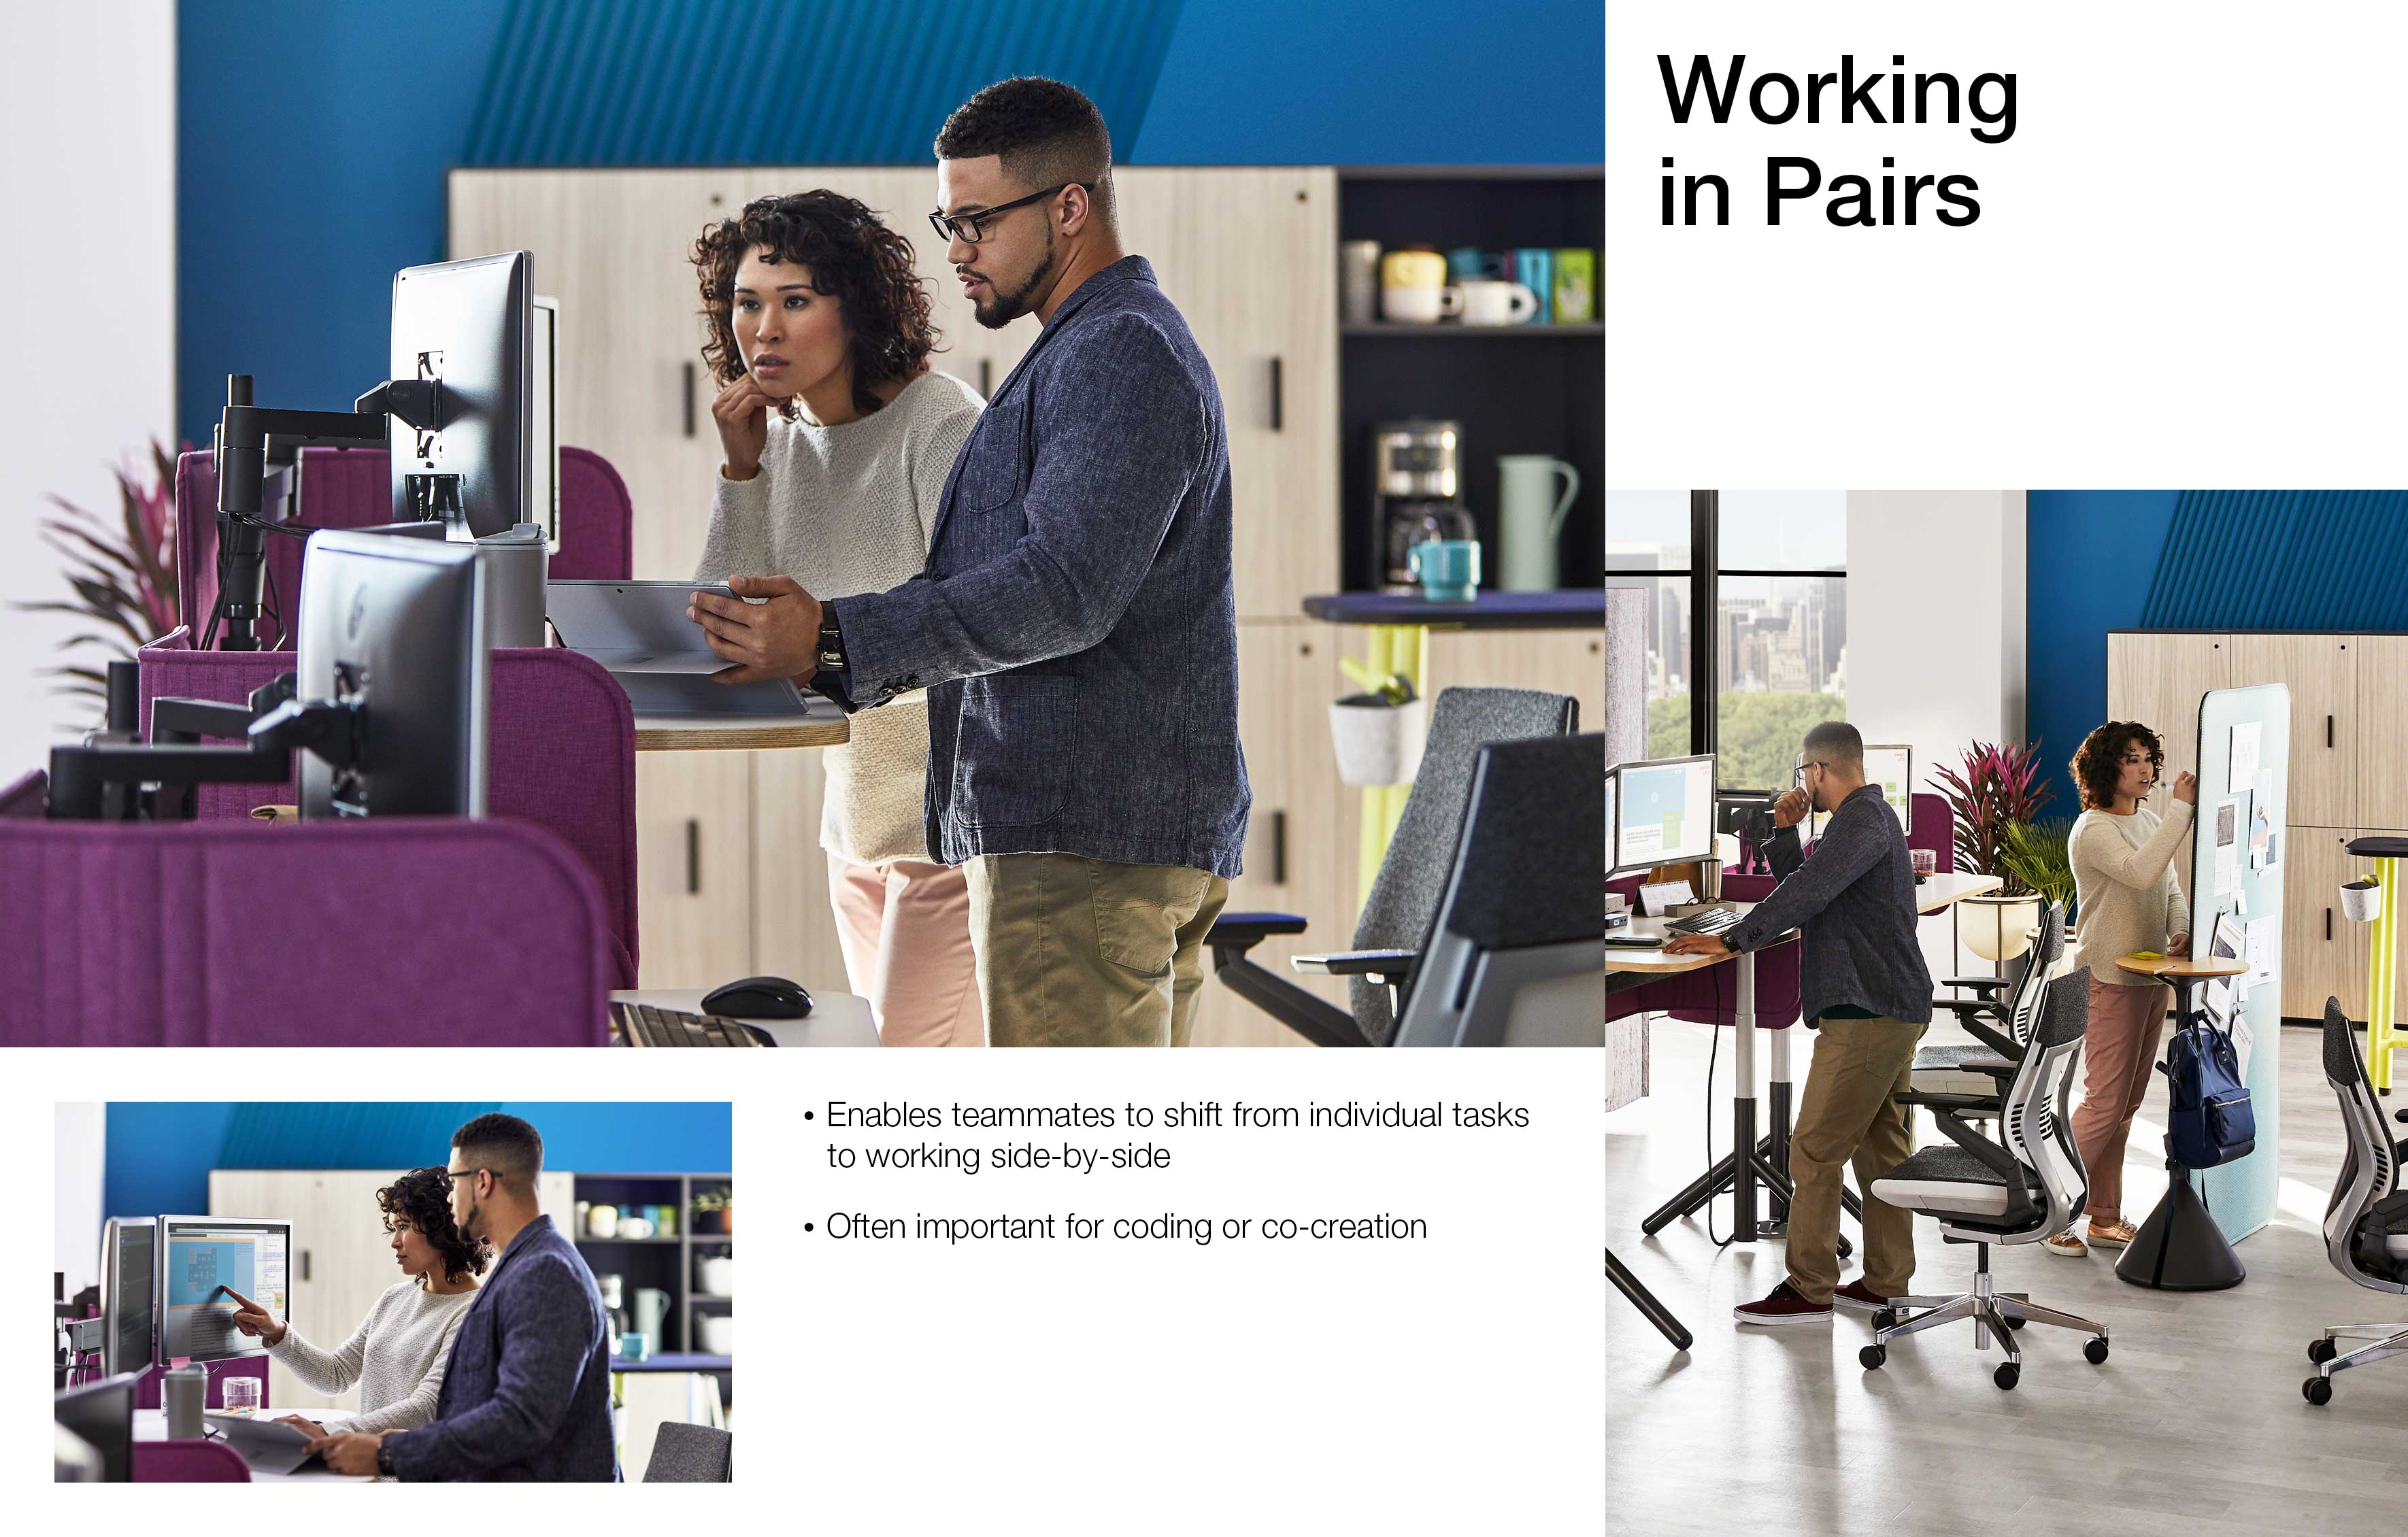 Working
in Pairs
• Enables teammates to shift from individual tasks
to working side-by-side
• Often important for coding or co-creation